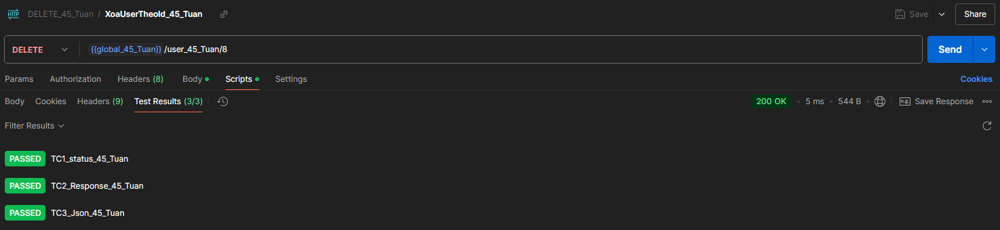 HTTP DELETE_45_Tuan / XoaUserTheoId_45_Tuan Save Share
DELETE {{global_45_Tuan}} /user_45_Tuan/8 Send
Params Authorization Headers (8) Body Scripts Settings Cookies
Body Cookies Headers (9) Test Results (3/3) 200 OK • 5 ms • 544 B • e.g. Save Response
Filter Results
PASSED TC1_status_45_Tuan
PASSED TC2_Response_45_Tuan
PASSED TC3_Json_45_Tuan